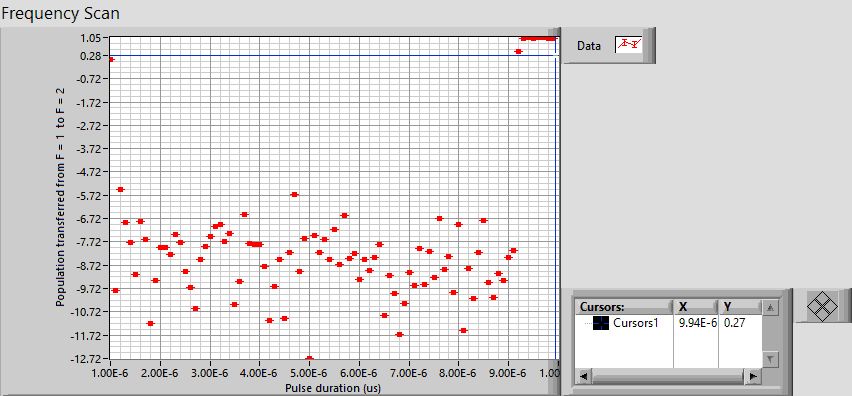 Frequency Scan
Population transferred from F = 1 to F = 2
1.05
0.28
-0.72
-1.72
-2.72
-3.72
-4.72
-5.72
-6.72
-7.72
-8.72
-9.72
-10.72
-11.72
-12.72
1.00E-6 2.00E-6 3.00E-6 4.00E-6 5.00E-6 6.00E-6 7.00E-6 8.00E-6 9.00E-6 1.00
Pulse duration (us)
Data
Cursors: X Y
Cursors1 9.94E-6 0.27